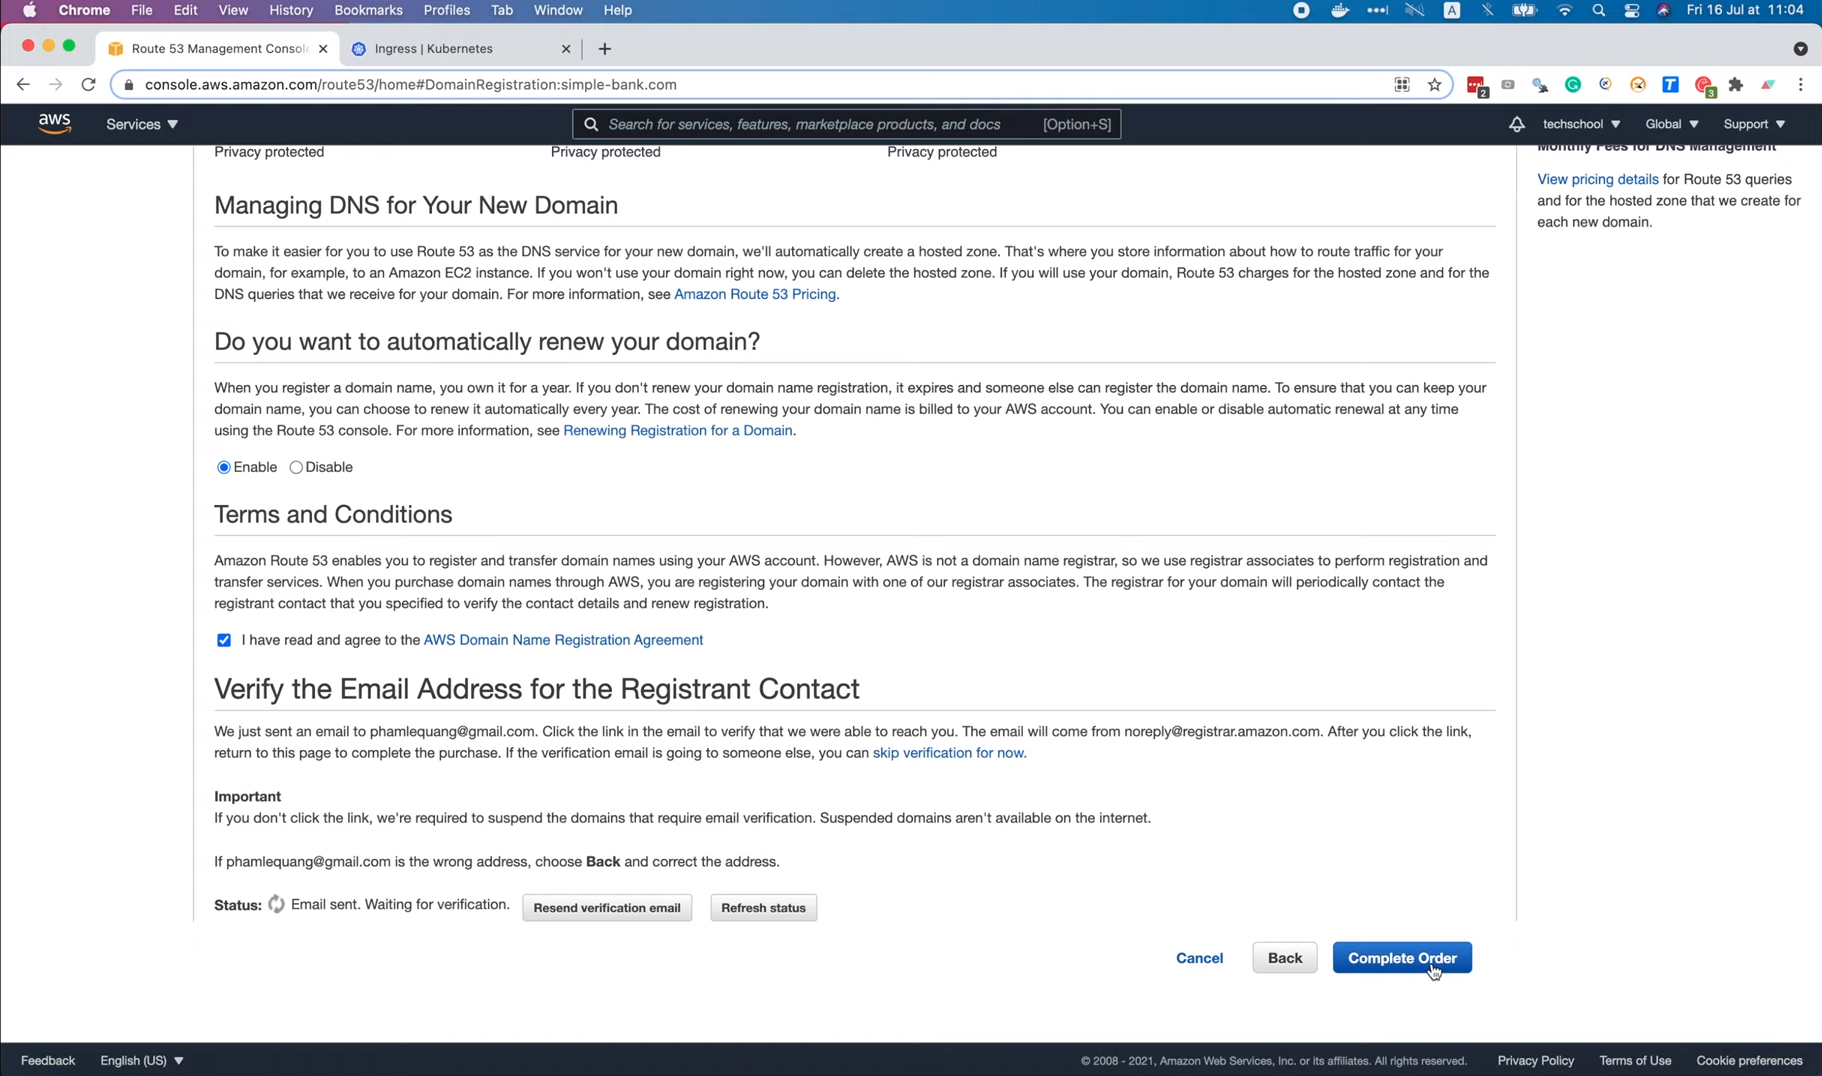 Chrome File Edit View History Bookmarks Profiles Tab Window Help A Fri 16 Jul at 11:04
Route 53 Management Console Ingress | Kubernetes
console.aws.amazon.com/route53/home#DomainRegistration:simple-bank.com 2 T 3
aws Services Search for services, features, marketplace products, and docs [Option+S] techschool Global Support
Privacy protected Privacy protected Privacy protected
Monthly Fees for DNS Management
View pricing details for Route 53 queries
and for the hosted zone that we create for
each new domain.
Managing DNS for Your New Domain
To make it easier for you to use Route 53 as the DNS service for your new domain, we'll automatically create a hosted zone. That's where you store information about how to route traffic for your
domain, for example, to an Amazon EC2 instance. If you won't use your domain right now, you can delete the hosted zone. If you will use your domain, Route 53 charges for the hosted zone and for the
DNS queries that we receive for your domain. For more information, see Amazon Route 53 Pricing.
Do you want to automatically renew your domain?
When you register a domain name, you own it for a year. If you don't renew your domain name registration, it expires and someone else can register the domain name. To ensure that you can keep your
domain name, you can choose to renew it automatically every year. The cost of renewing your domain name is billed to your AWS account. You can enable or disable automatic renewal at any time
using the Route 53 console. For more information, see Renewing Registration for a Domain.
Enable Disable
Terms and Conditions
Amazon Route 53 enables you to register and transfer domain names using your AWS account. However, AWS is not a domain name registrar, so we use registrar associates to perform registration and
transfer services. When you purchase domain names through AWS, you are registering your domain with one of our registrar associates. The registrar for your domain will periodically contact the
registrant contact that you specified to verify the contact details and renew registration.
I have read and agree to the AWS Domain Name Registration Agreement
Verify the Email Address for the Registrant Contact
We just sent an email to phamlequang@gmail.com. Click the link in the email to verify that we were able to reach you. The email will come from noreply@registrar.amazon.com. After you click the link,
return to this page to complete the purchase. If the verification email is going to someone else, you can skip verification for now.
Important
If you don't click the link, we're required to suspend the domains that require email verification. Suspended domains aren't available on the internet.
If phamlequang@gmail.com is the wrong address, choose Back and correct the address.
Status: Email sent. Waiting for verification. Resend verification email Refresh status
Cancel Back Complete Order
Feedback English (US) © 2008 - 2021, Amazon Web Services, Inc. or its affiliates. All rights reserved. Privacy Policy Terms of Use Cookie preferences